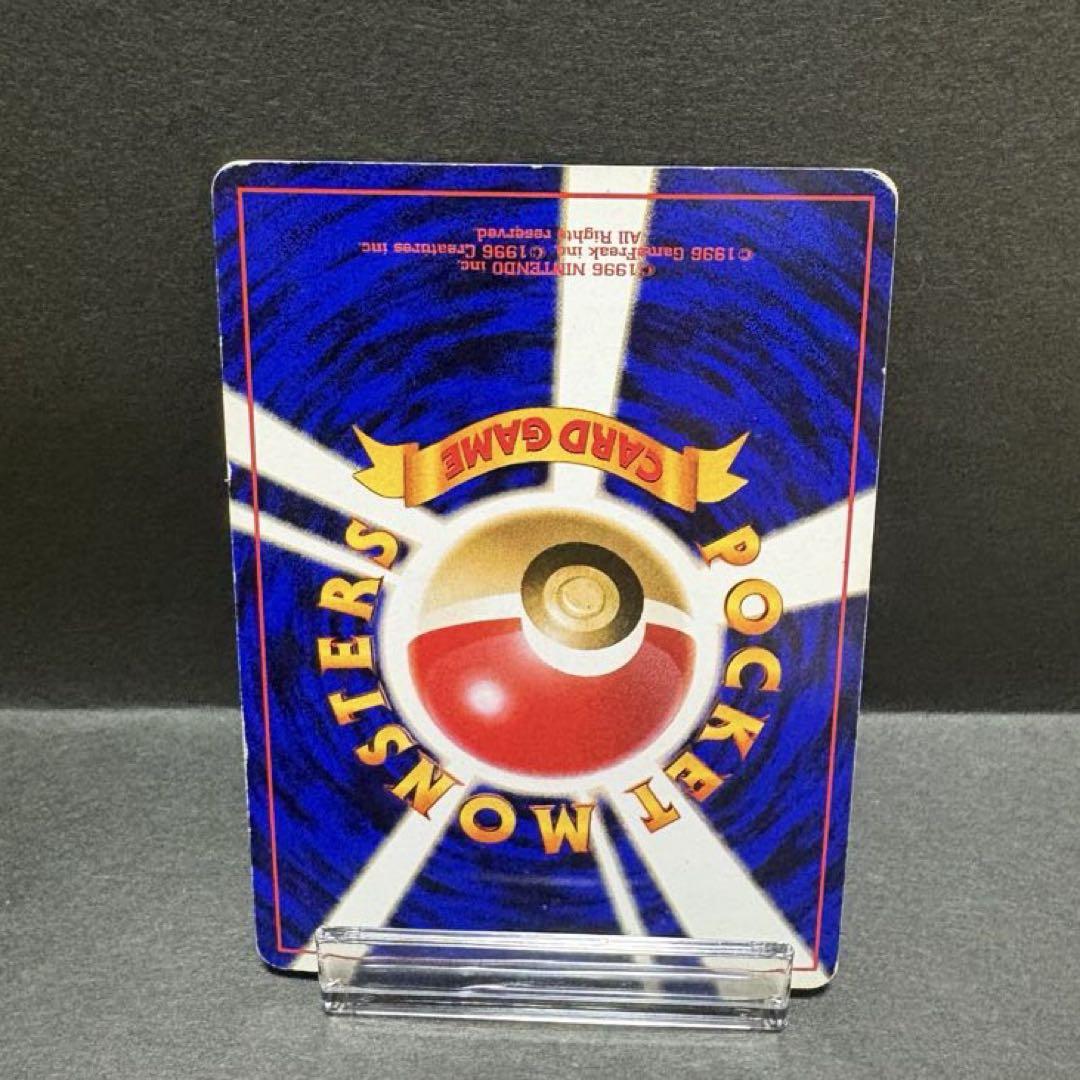 POCKET MONSTERS
CARD GAME
©1996 NINTENDO inc.
©1996 GameFreak inc. ©1996 Creatures inc.
All Rights reserved.